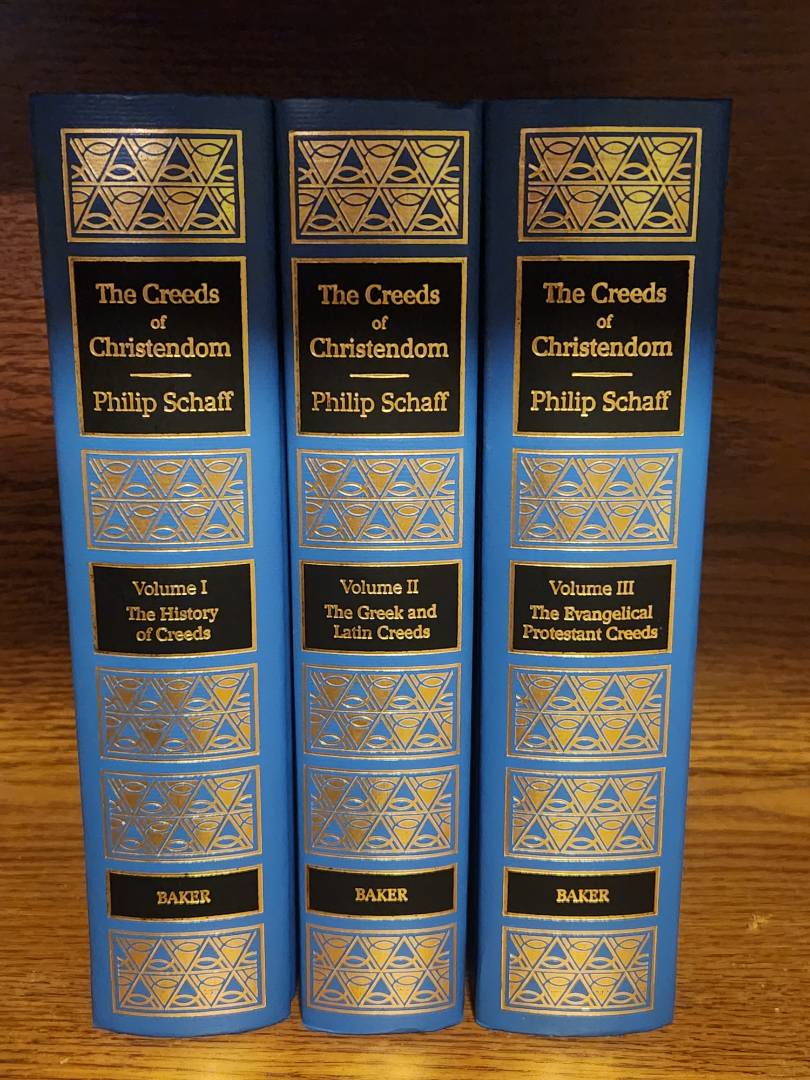 The Creeds
of
Christendom
Philip Schaff
Volume I
The History
of Creeds
BAKER
The Creeds
of
Christendom
Philip Schaff
Volume II
The Greek and
Latin Creeds
BAKER
The Creeds
of
Christendom
Philip Schaff
Volume III
The Evangelical
Protestant Creeds
BAKER